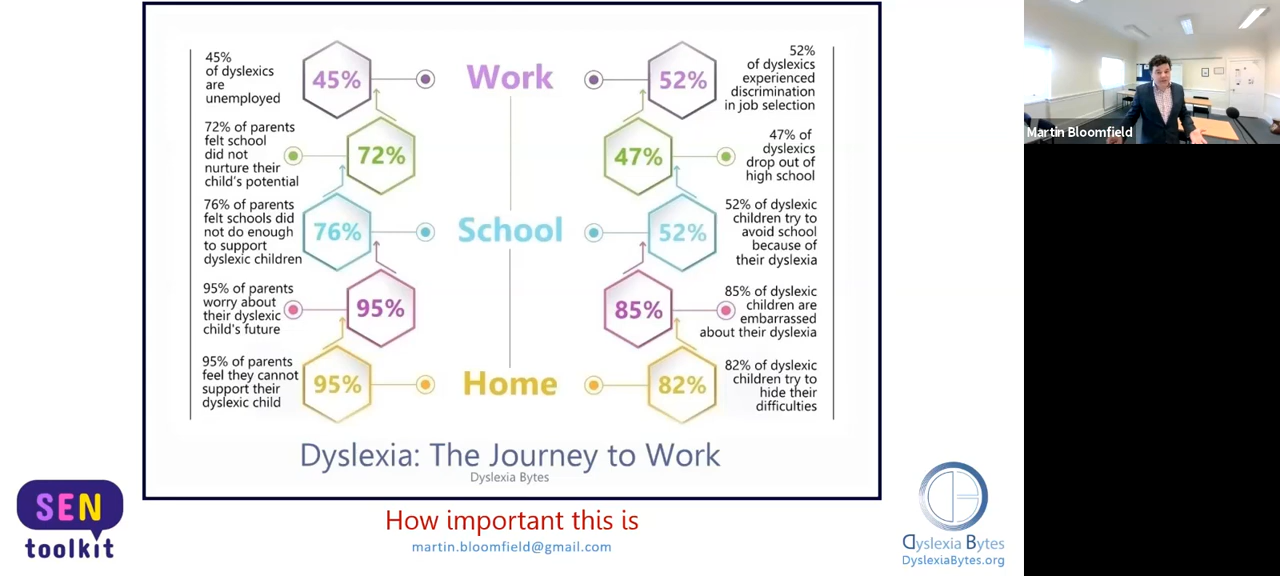 45%
of dyslexics
are
unemployed
45%
Work
52%
52%
of dyslexics
experienced
discrimination
in job selection
72% of parents
felt school
did not
nurture their
child's potential
72%
47%
47% of
dyslexics
drop out of
high school
76% of parents
felt schools did
not do enough
to support
dyslexic children
76%
School
52%
52% of dyslexic
children try to
avoid school
because of
their dyslexia
95% of parents
worry about
their dyslexic
child's future
95%
85%
85% of dyslexic
children are
embarrassed
about their dyslexia
95% of parents
feel they cannot
support their
dyslexic child
95%
Home
82%
82% of dyslexic
children try to
hide their
difficulties
Dyslexia: The Journey to Work
Dyslexia Bytes
How important this is
martin.bloomfield@gmail.com
SEN
toolkit
Dyslexia Bytes
DyslexiaBytes.org
Martin Bloomfield